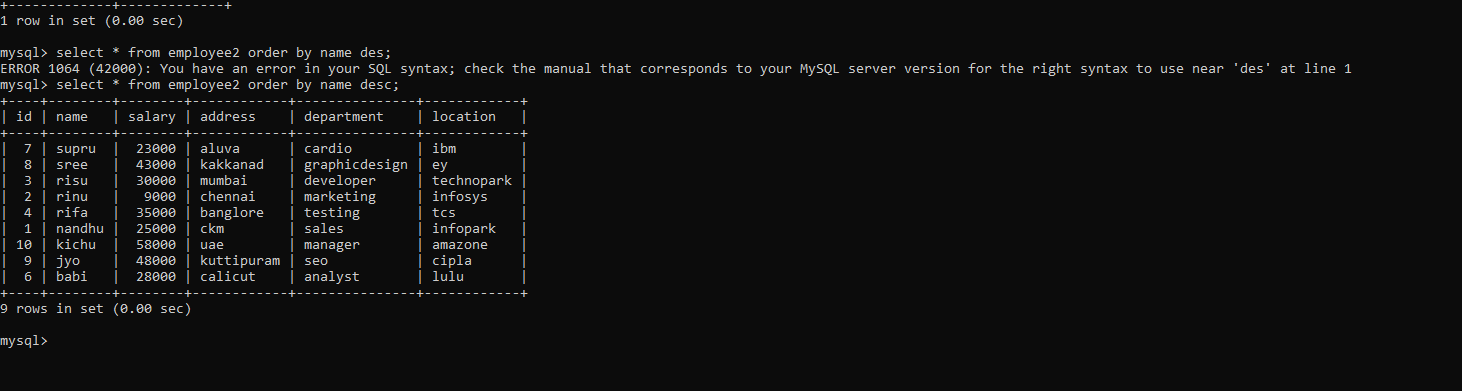 +-------------+-------------+
1 row in set (0.00 sec)
mysql> select * from employee2 order by name des;
ERROR 1064 (42000): You have an error in your SQL syntax; check the manual that corresponds to your MySQL server version for the right syntax to use near 'des' at line 1
mysql> select * from employee2 order by name desc;
+----+--------+--------+------------+---------------+------------+
| id | name   | salary | address    | department    | location   |
+----+--------+--------+------------+---------------+------------+
|  7 | supru  |  23000 | aluva      | cardio        | ibm        |
|  8 | sree   |  43000 | kakkanad   | graphicdesign | ey         |
|  3 | risu   |  30000 | mumbai     | developer     | technopark |
|  2 | rinu   |   9000 | chennai    | marketing     | infosys    |
|  4 | rifa   |  35000 | banglore   | testing       | tcs        |
|  1 | nandhu |  25000 | ckm        | sales         | infopark   |
| 10 | kichu  |  58000 | uae        | manager       | amazone    |
|  9 | jyo    |  48000 | kuttipuram | seo           | cipla      |
|  6 | babi   |  28000 | calicut    | analyst       | lulu       |
+----+--------+--------+------------+---------------+------------+
9 rows in set (0.00 sec)
mysql>